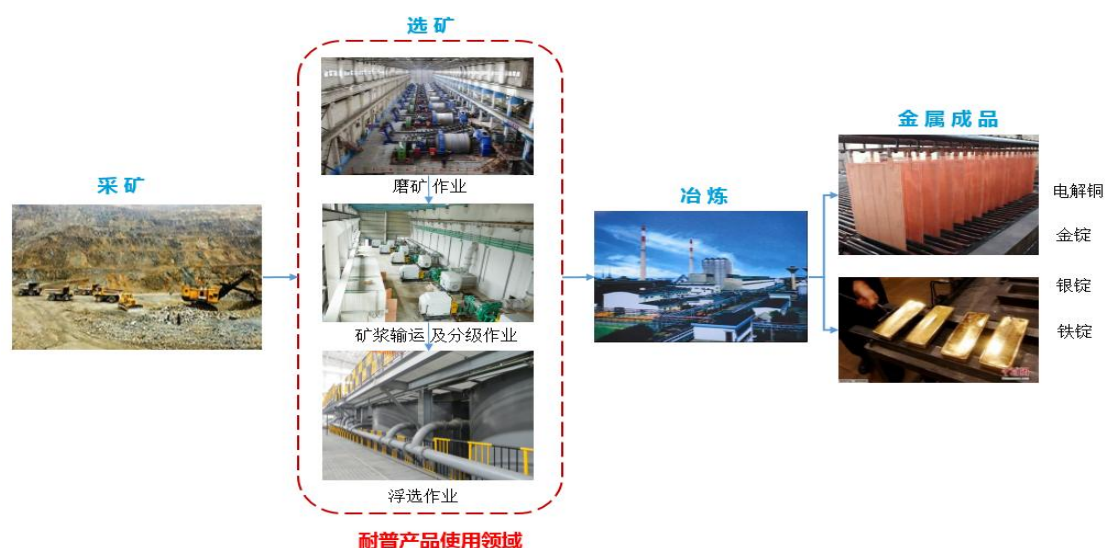 选矿
金属成品
采矿
磨矿作业
冶炼
电解铜
金锭
银锭
铁锭
矿浆输运及分级作业
浮选作业
耐普产品使用领域